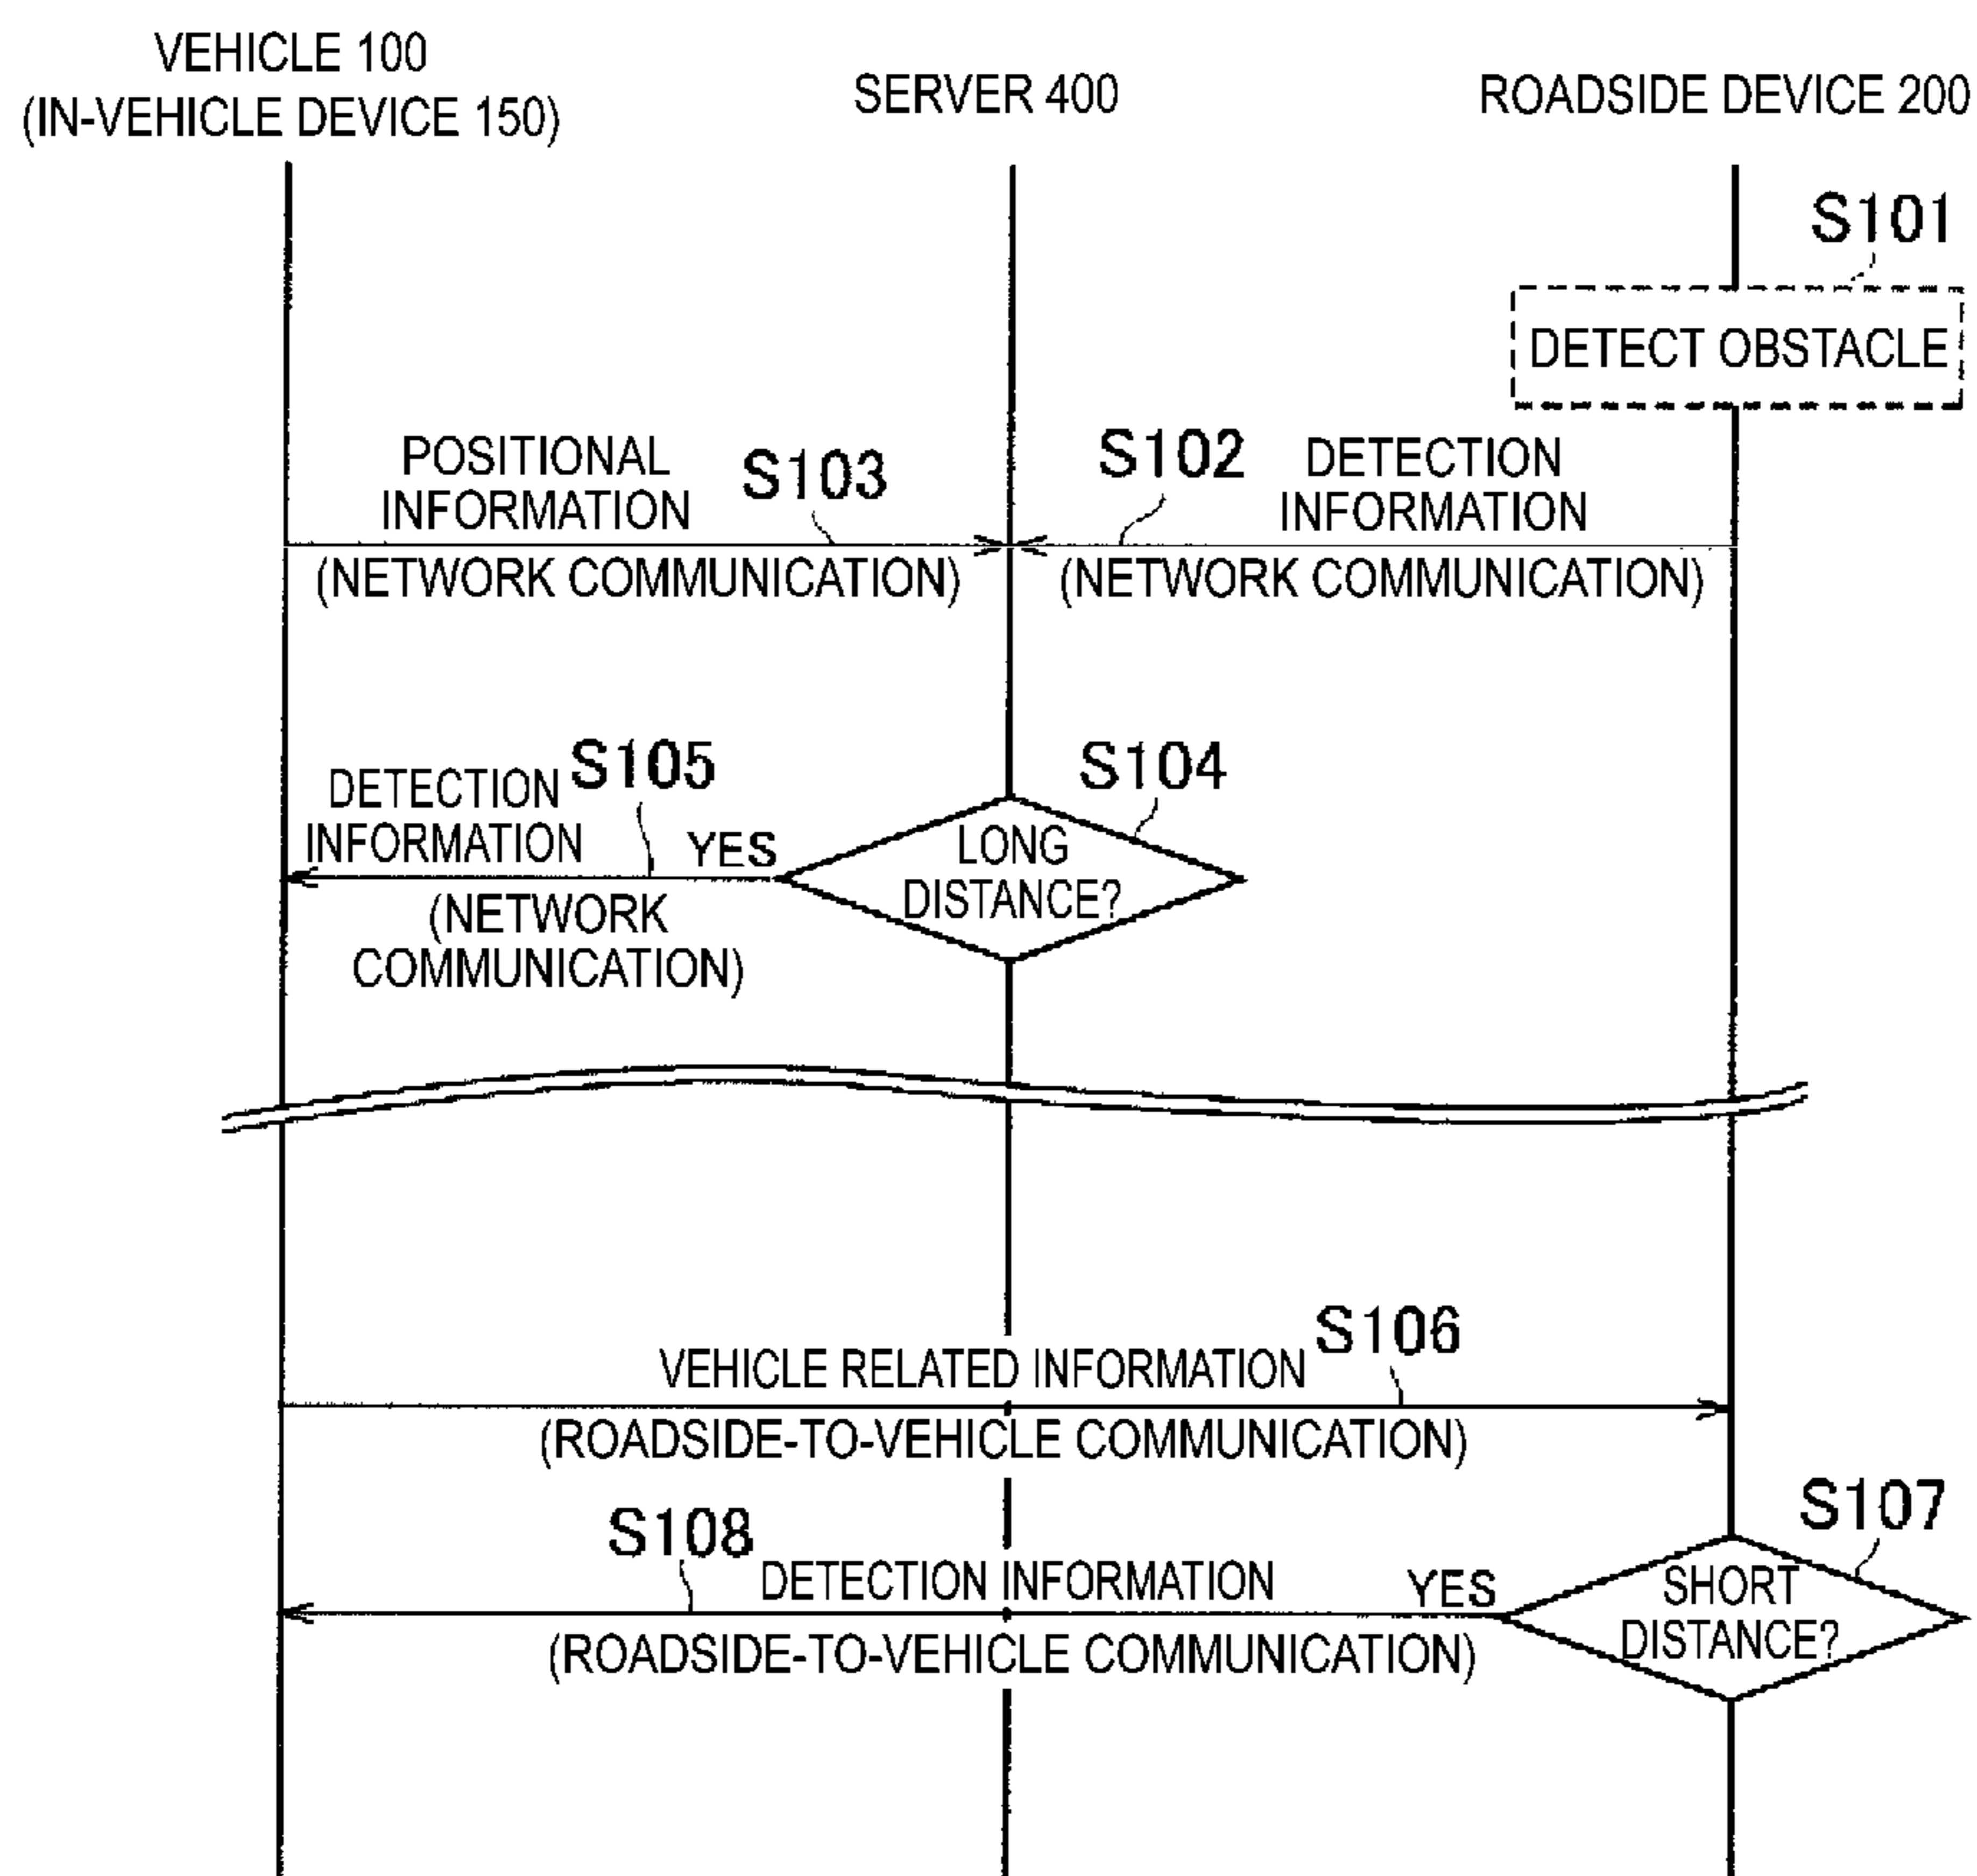 VEHICLE 100
(IN-VEHICLE DEVICE 150)
SERVER 400
ROADSIDE DEVICE 200
S101
DETECT OBSTACLE
POSITIONAL
INFORMATION
S103
(NETWORK COMMUNICATION)
S102
DETECTION
INFORMATION
(NETWORK COMMUNICATION)
DETECTION
INFORMATION
S105
YES
(NETWORK
COMMUNICATION)
S104
LONG
DISTANCE?
VEHICLE RELATED INFORMATION
S106
(ROADSIDE-TO-VEHICLE COMMUNICATION)
S108
DETECTION INFORMATION
YES
(ROADSIDE-TO-VEHICLE COMMUNICATION)
S107
SHORT
DISTANCE?